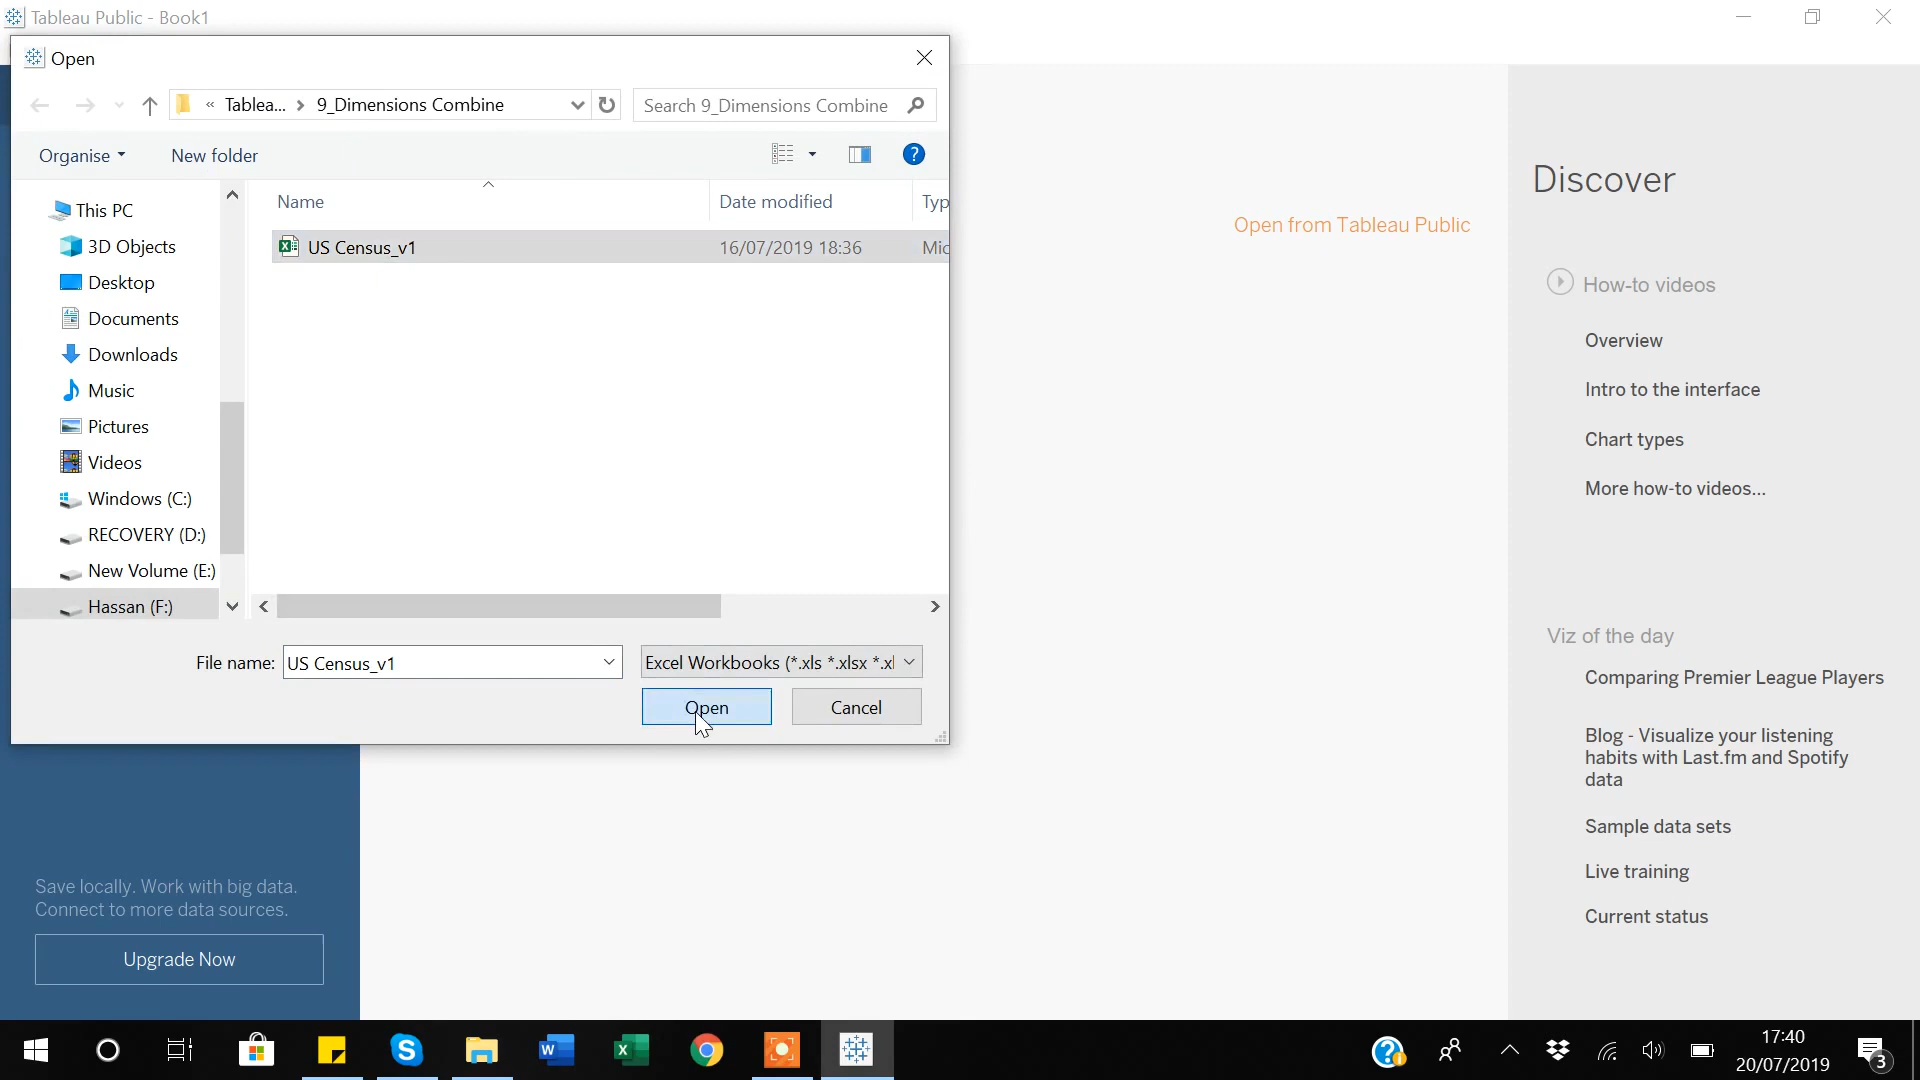 Tableau Public - Book1
Open
« Tablea... > 9_Dimensions Combine
Search 9_Dimensions Combine
Organise
New folder
Name
Date modified
Typ
US Census_v1
16/07/2019 18:36
Mic
This PC
3D Objects
Desktop
Documents
Downloads
Music
Pictures
Videos
Windows (C:)
RECOVERY (D:)
New Volume (E:)
Hassan (F:)
File name:
US Census_v1
Excel Workbooks (*.xls *.xlsx *.xl
Open
Cancel
Open from Tableau Public
Discover
How-to videos
Overview
Intro to the interface
Chart types
More how-to videos...
Viz of the day
Comparing Premier League Players
Blog - Visualize your listening
habits with Last.fm and Spotify
data
Sample data sets
Live training
Current status
Save locally. Work with big data.
Connect to more data sources.
Upgrade Now
17:40
20/07/2019
3